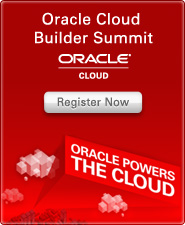 Oracle Cloud
Builder Summit
ORACLE®
CLOUD
Register Now
ORACLE POWERS
THE CLOUD